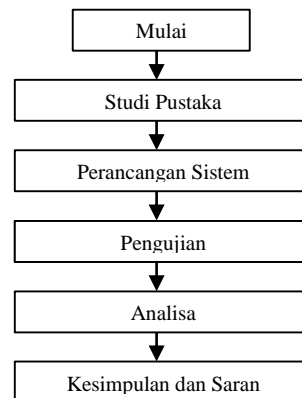 Mulai
Studi Pustaka
Perancangan Sistem
Pengujian
Analisa
Kesimpulan dan Saran